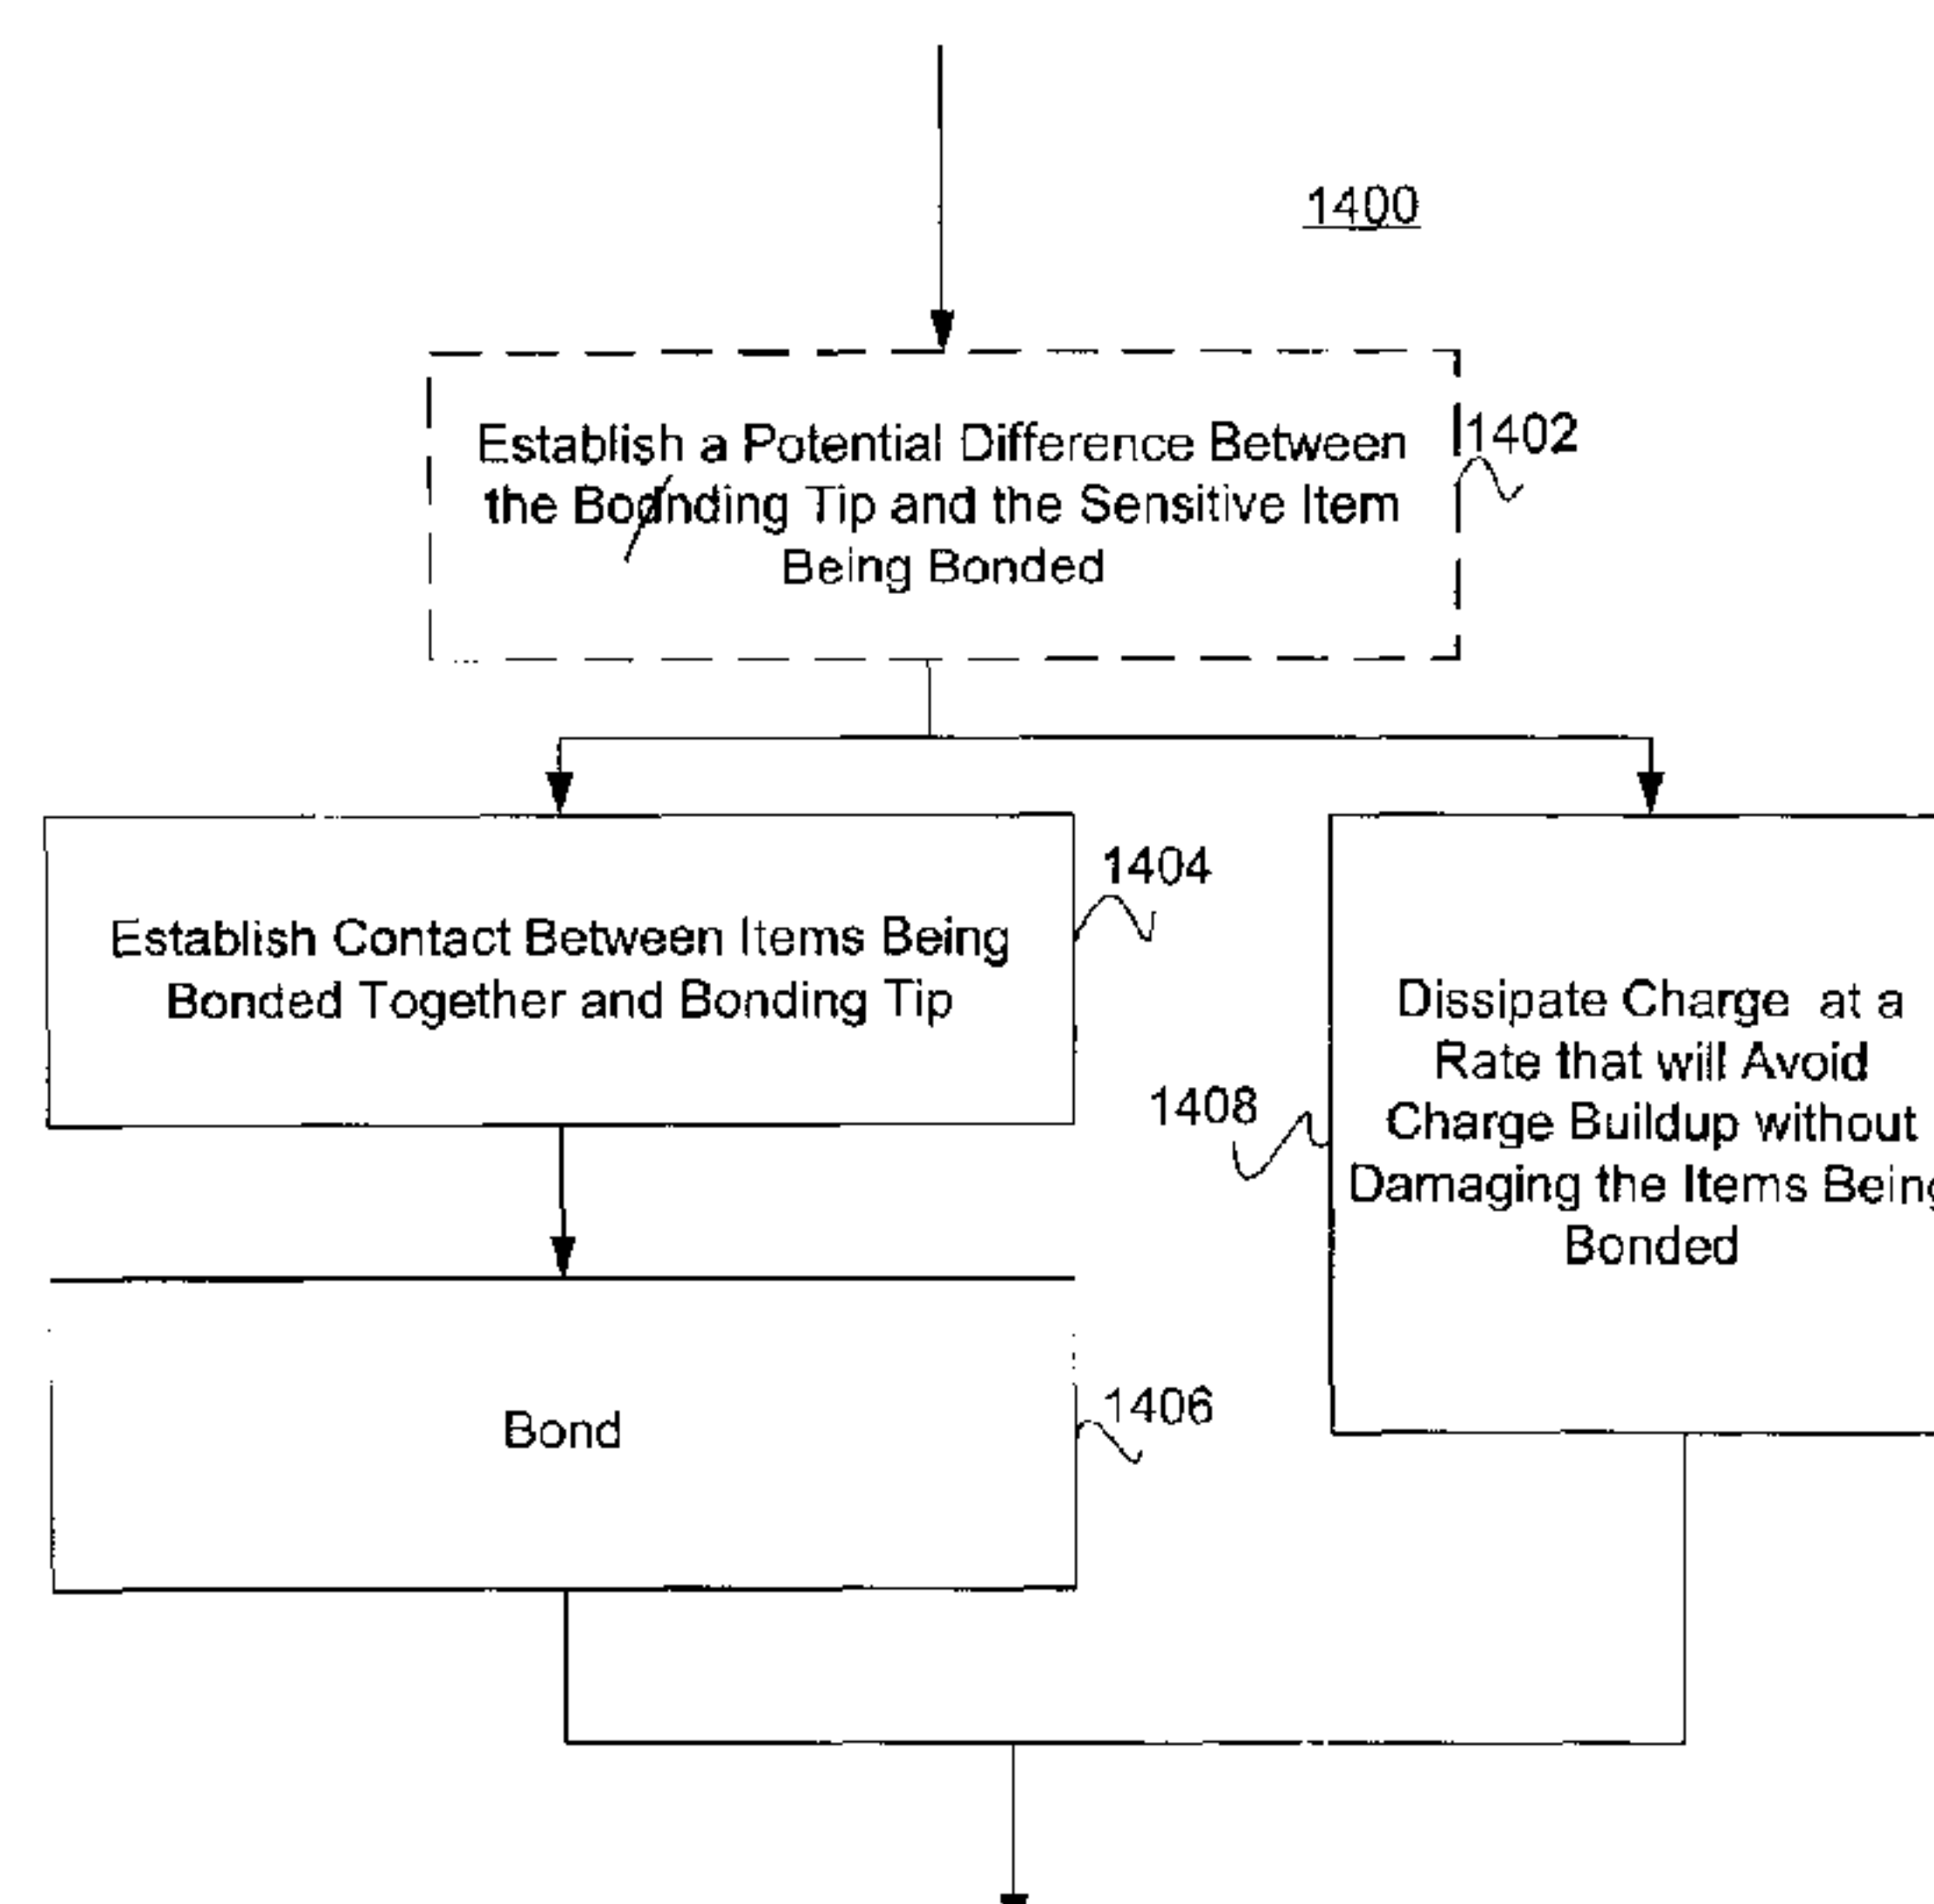 1400
Establish a Potential Difference Between
the Bodnding Tip and the Sensitive Item
Being Bonded
1402
Establish Contact Between Items Being
Bonded Together and Bonding Tip
1404
Dissipate Charge at a
Rate that will Avoid
Charge Buildup without
Damaging the Items Being
Bonded
1408
Bond
1406